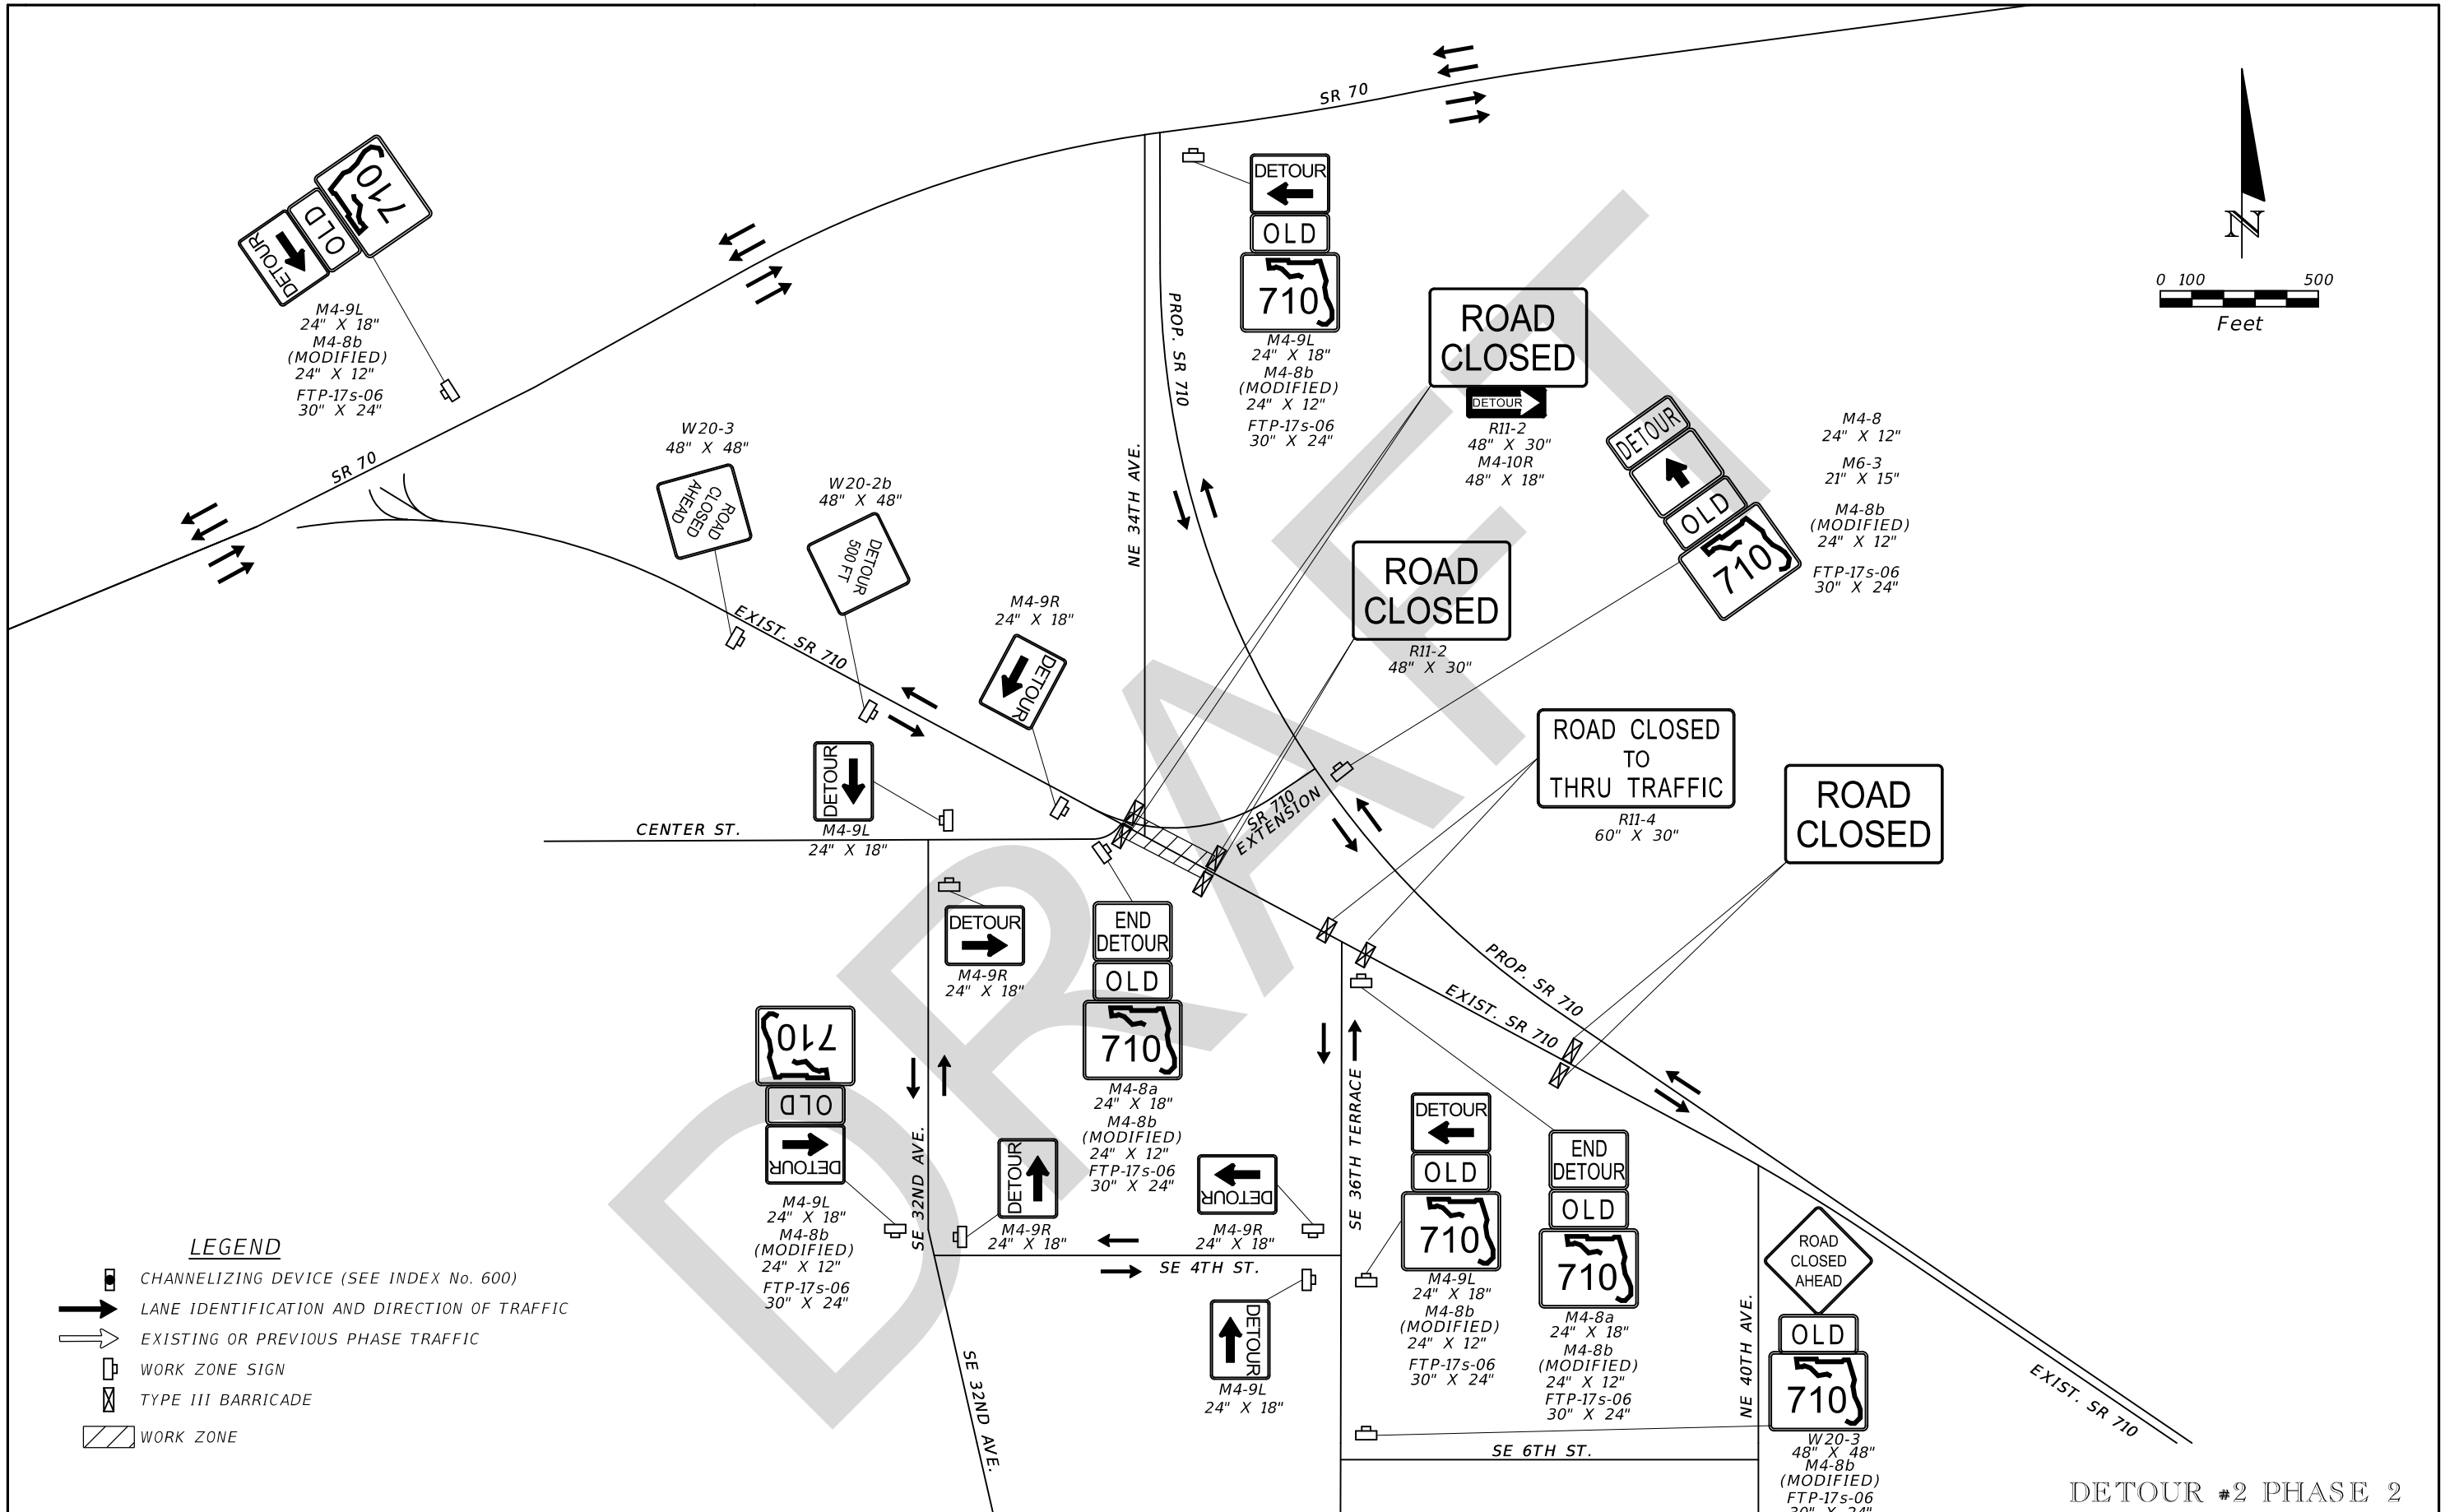 SR 70
N
0 100 500
Feet
710
OLD
DETOUR
M4-9L
24" X 18"
M4-8b
(MODIFIED)
24" X 12"
FTP-17s-06
30" X 24"
DETOUR
OLD
710
M4-9L
24" X 18"
M4-8b
(MODIFIED)
24" X 12"
FTP-17s-06
30" X 24"
PROP. SR 710
NE 34TH AVE.
ROAD
CLOSED
DETOUR
R11-2
48" X 30"
M4-10R
48" X 18"
DETOUR
OLD
710
M4-8
24" X 12"
M6-3
21" X 15"
M4-8b
(MODIFIED)
24" X 12"
FTP-17s-06
30" X 24"
SR 70
W20-3
48" X 48"
ROAD
CLOSED
AHEAD
W20-2b
48" X 48"
DETOUR
500 FT
EXIST. SR 710
M4-9R
24" X 18"
DETOUR
ROAD
CLOSED
R11-2
48" X 30"
ROAD CLOSED
TO
THRU TRAFFIC
R11-4
60" X 30"
ROAD
CLOSED
DETOUR
M4-9L
24" X 18"
CENTER ST.
SR 710
EXTENSION
DETOUR
M4-9R
24" X 18"
END
DETOUR
OLD
710
M4-8a
24" X 18"
M4-8b
(MODIFIED)
24" X 12"
FTP-17s-06
30" X 24"
PROP. SR 710
EXIST. SR 710
710
OLD
DETOUR
M4-9L
24" X 18"
M4-8b
(MODIFIED)
24" X 12"
FTP-17s-06
30" X 24"
SE 32ND AVE.
DETOUR
M4-9R
24" X 18"
DETOUR
M4-9R
24" X 18"
SE 4TH ST.
SE 36TH TERRACE
DETOUR
OLD
710
M4-9L
24" X 18"
M4-8b
(MODIFIED)
24" X 12"
FTP-17s-06
30" X 24"
END
DETOUR
OLD
710
M4-8a
24" X 18"
M4-8b
(MODIFIED)
24" X 12"
FTP-17s-06
30" X 24"
DETOUR
M4-9L
24" X 18"
SE 32ND AVE.
ROAD
CLOSED
AHEAD
OLD
710
W20-3
48" X 48"
M4-8b
(MODIFIED)
FTP-17s-06
30" X 24"
NE 40TH AVE.
SE 6TH ST.
EXIST. SR 710
LEGEND
CHANNELIZING DEVICE (SEE INDEX No. 600)
LANE IDENTIFICATION AND DIRECTION OF TRAFFIC
EXISTING OR PREVIOUS PHASE TRAFFIC
WORK ZONE SIGN
TYPE III BARRICADE
WORK ZONE
DETOUR #2 PHASE 2
DRAFT